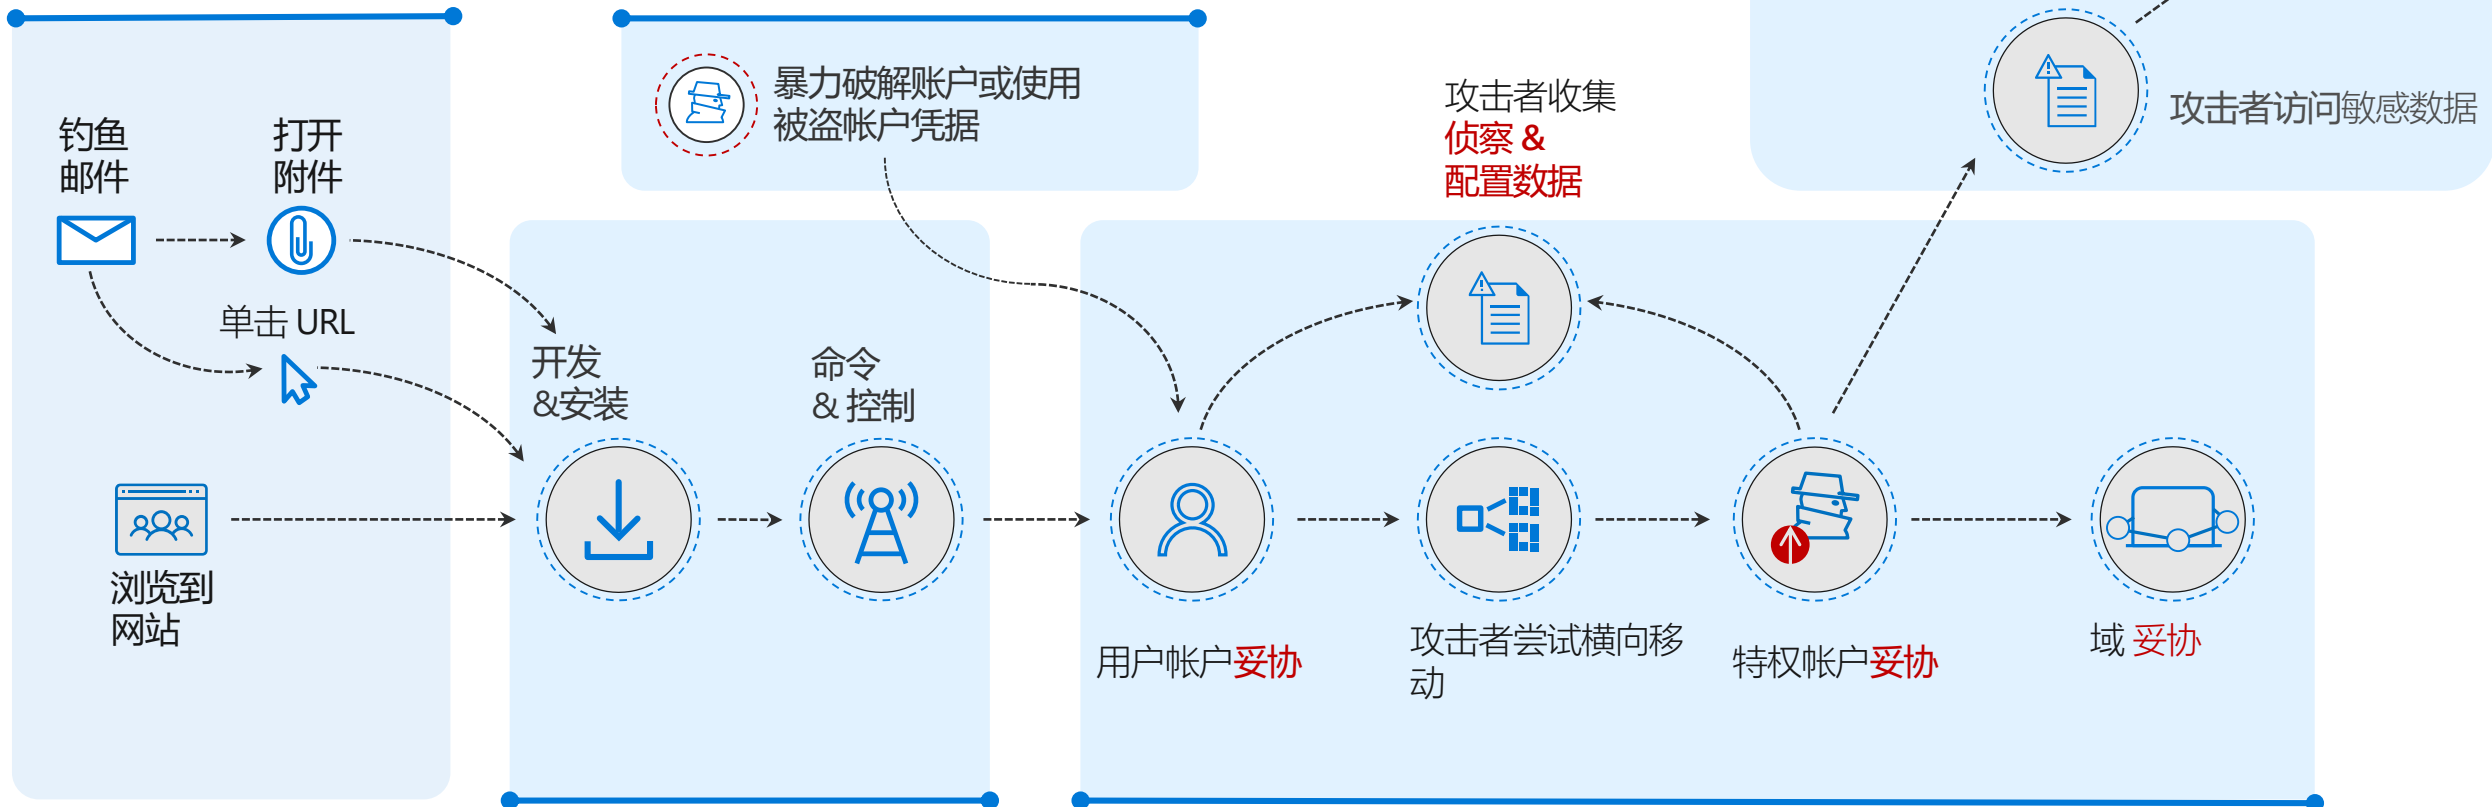 钓鱼
邮件
打开
附件
单击 URL
浏览到
网站
暴力破解账户或使用
被盗帐户凭据
开发
&安装
命令
& 控制
攻击者收集
侦察 &
配置数据
攻击者访问敏感数据
用户帐户妥协
攻击者尝试横向移
动
特权帐户妥协
域 妥协